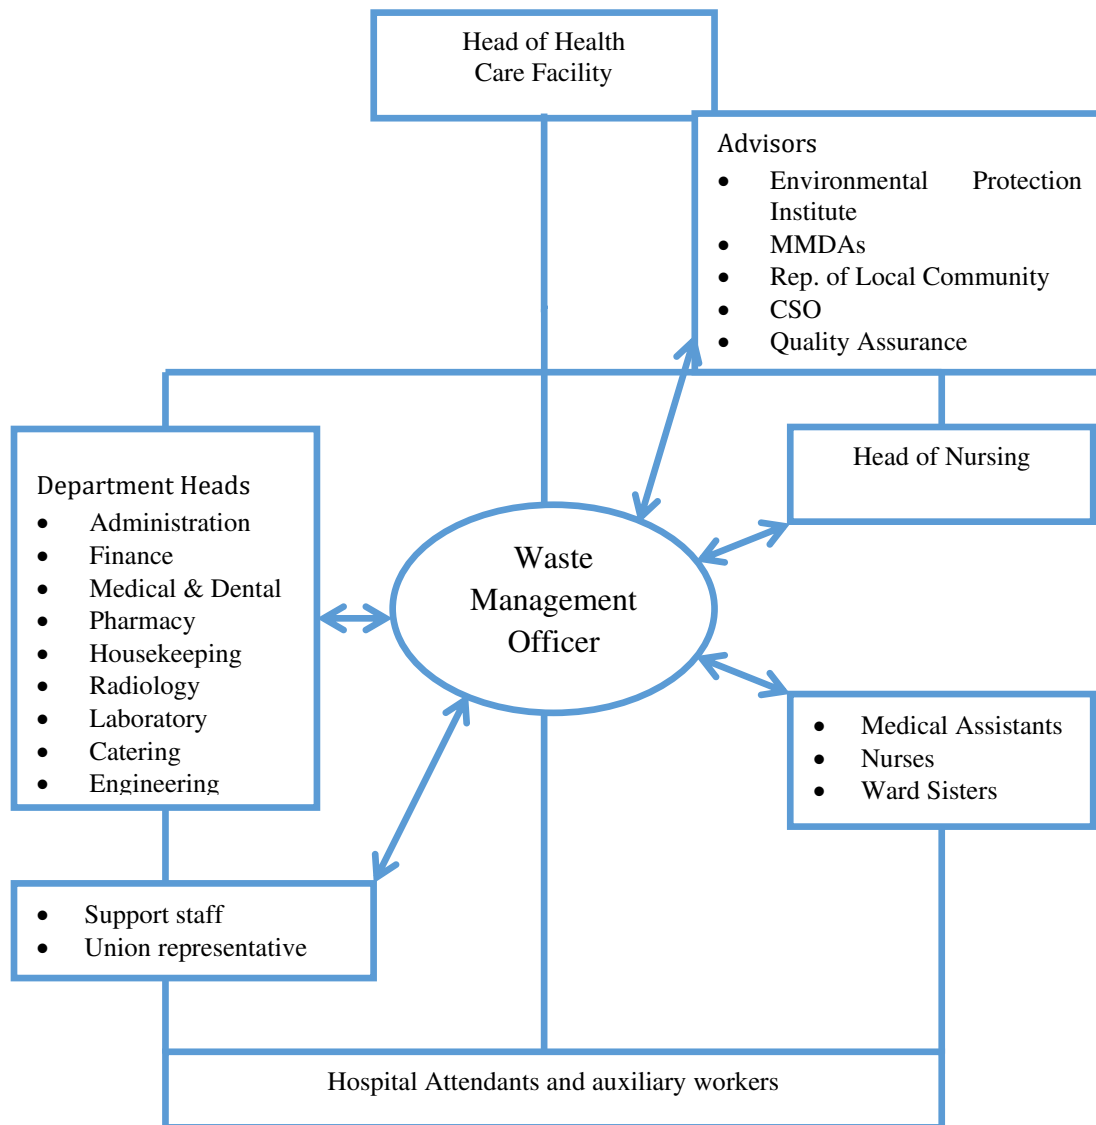 Head of Health
Care Facility
Advisors
• Environmental Protection
Institute
• MMDAs
• Rep. of Local Community
• CSO
• Quality Assurance
Head of Nursing
Department Heads
• Administration
• Finance
• Medical & Dental
• Pharmacy
• Housekeeping
• Radiology
• Laboratory
• Catering
• Engineering
Waste
Management
Officer
• Medical Assistants
• Nurses
• Ward Sisters
• Support staff
• Union representative
Hospital Attendants and auxiliary workers